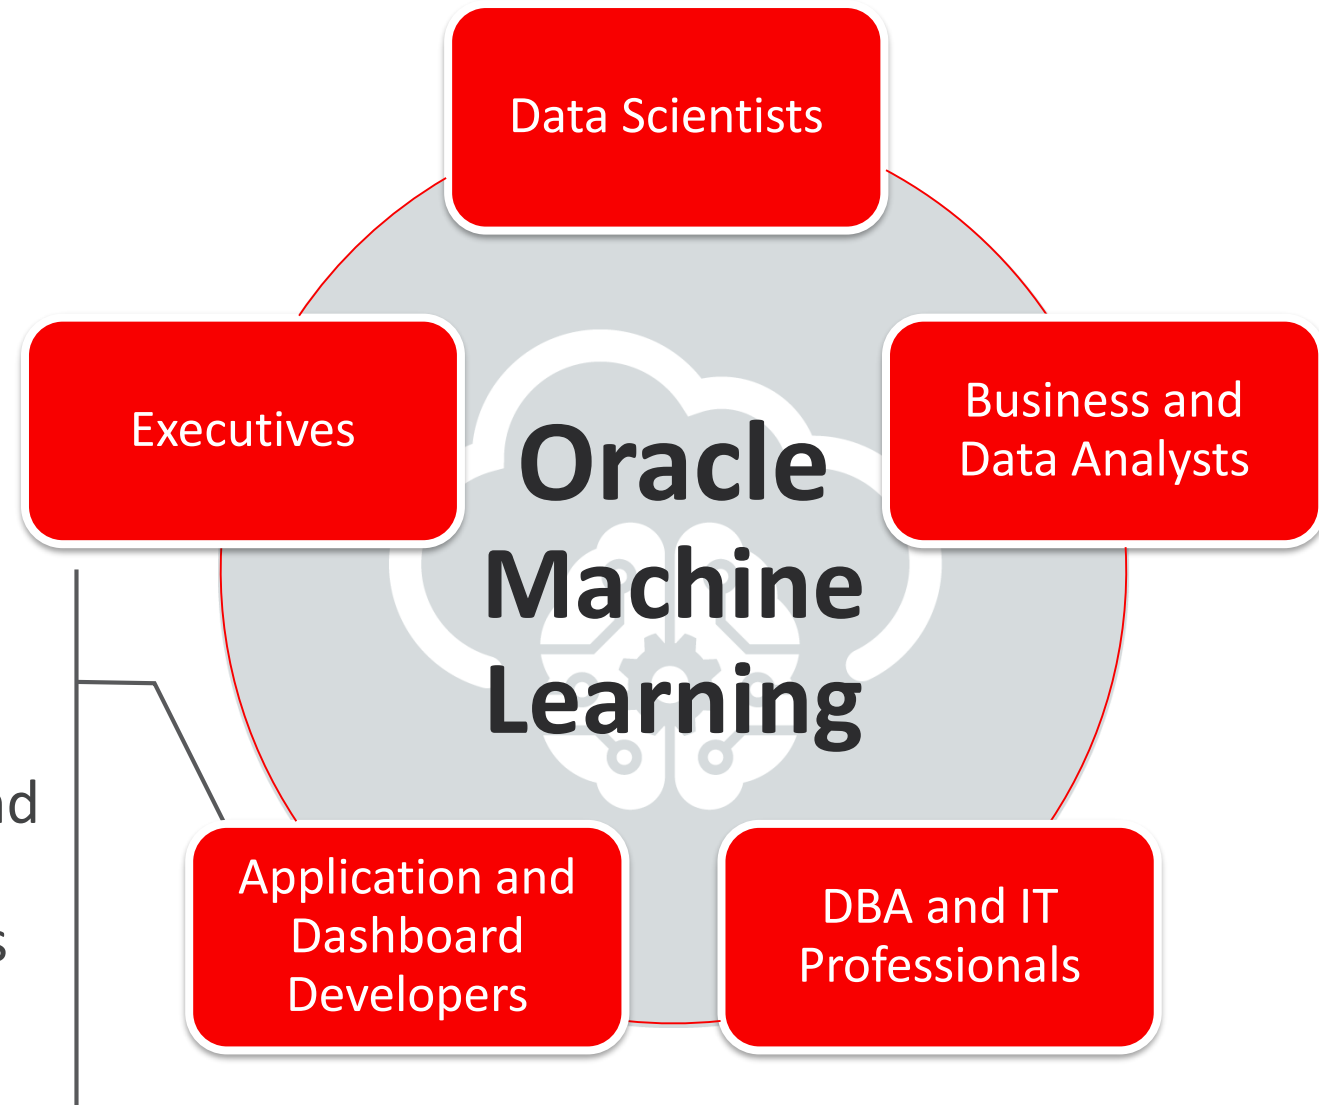 Data Scientists
Executives
Business and
Data Analysts
Oracle
Machine
Learning
Application and
Dashboard
Developers
DBA and IT
Professionals